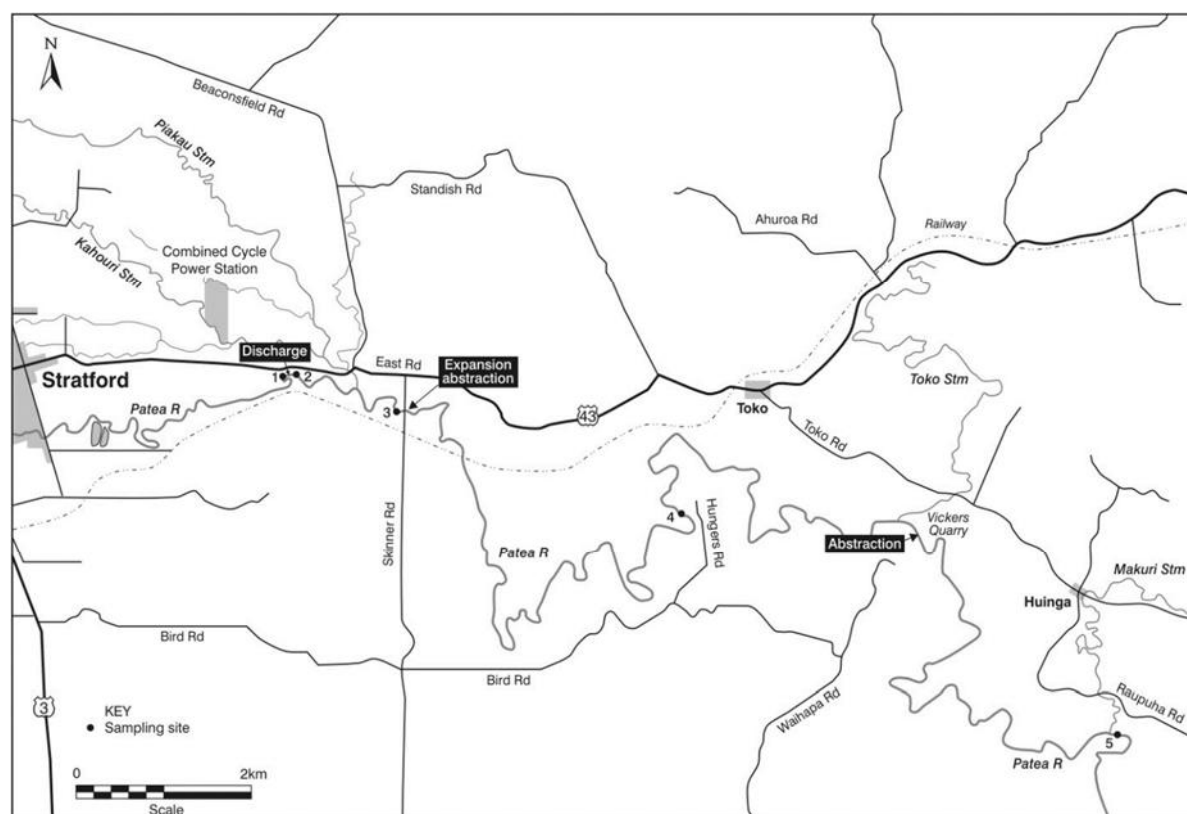 N
Beaconsfield Rd
Piakau Stm
Standish Rd
Ahuroa Rd
Railway
Kahouri Stm
Combined Cycle
Power Station
Discharge
East Rd
Expansion
abstraction
Stratford
1
2
Patea R
3
43
Toko
Toko Stm
Toko Rd
Skinner Rd
4
Hungers Rd
Patea R
Vickers
Quarry
Abstraction
Makuri Stm
Huinga
Bird Rd
Bird Rd
Waihapa Rd
Raupuha Rd
3
KEY
Sampling site
5
Patea R
0
2km
Scale